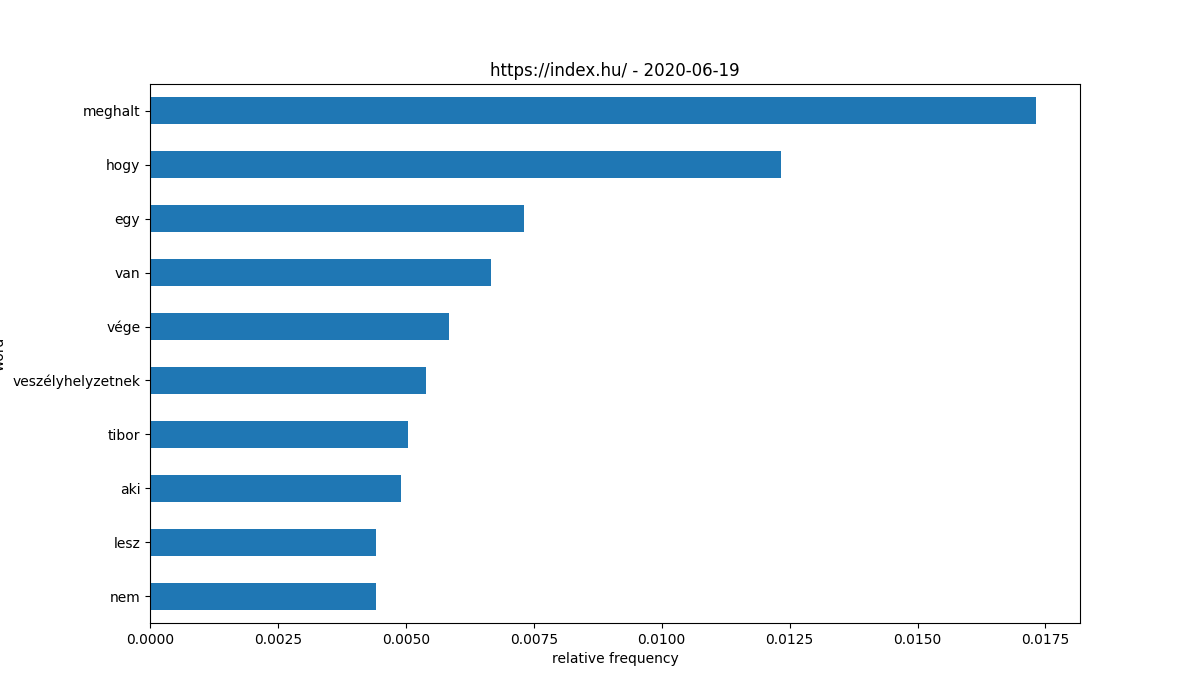 https://index.hu/ - 2020-06-19
meghalt
hogy
egy
van
vége
veszélyhelyzetnek
tibor
aki
lesz
nem
0.0000 0.0025 0.0050 0.0075 0.0100 0.0125 0.0150 0.0175
relative frequency